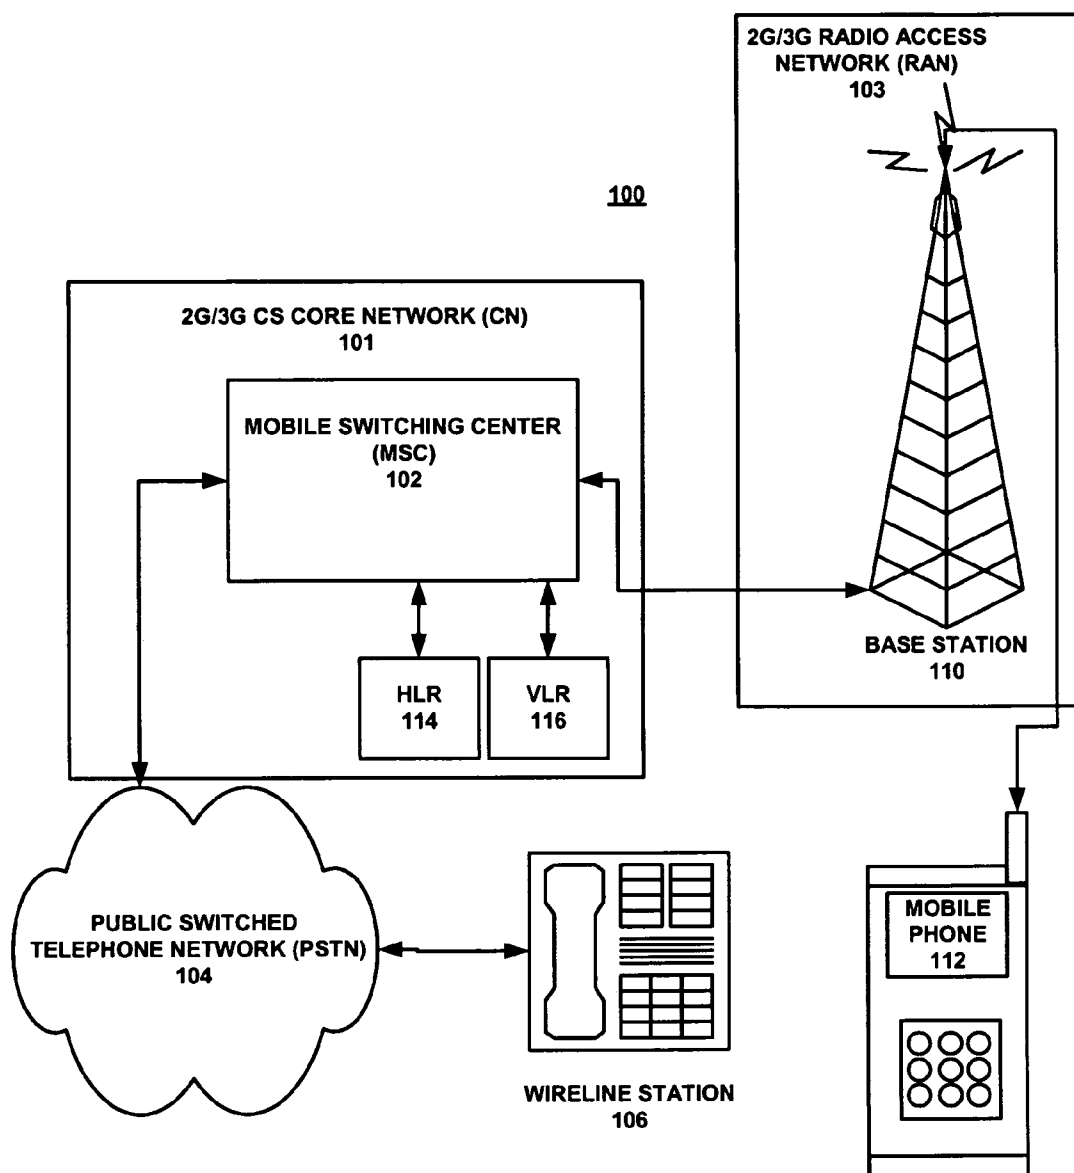 2G/3G RADIO ACCESS
NETWORK (RAN)
103
100
2G/3G CS CORE NETWORK (CN)
101
MOBILE SWITCHING CENTER
(MSC)
102
HLR
114
VLR
116
BASE STATION
110
PUBLIC SWITCHED
TELEPHONE NETWORK (PSTN)
104
WIRELINE STATION
106
MOBILE
PHONE
112